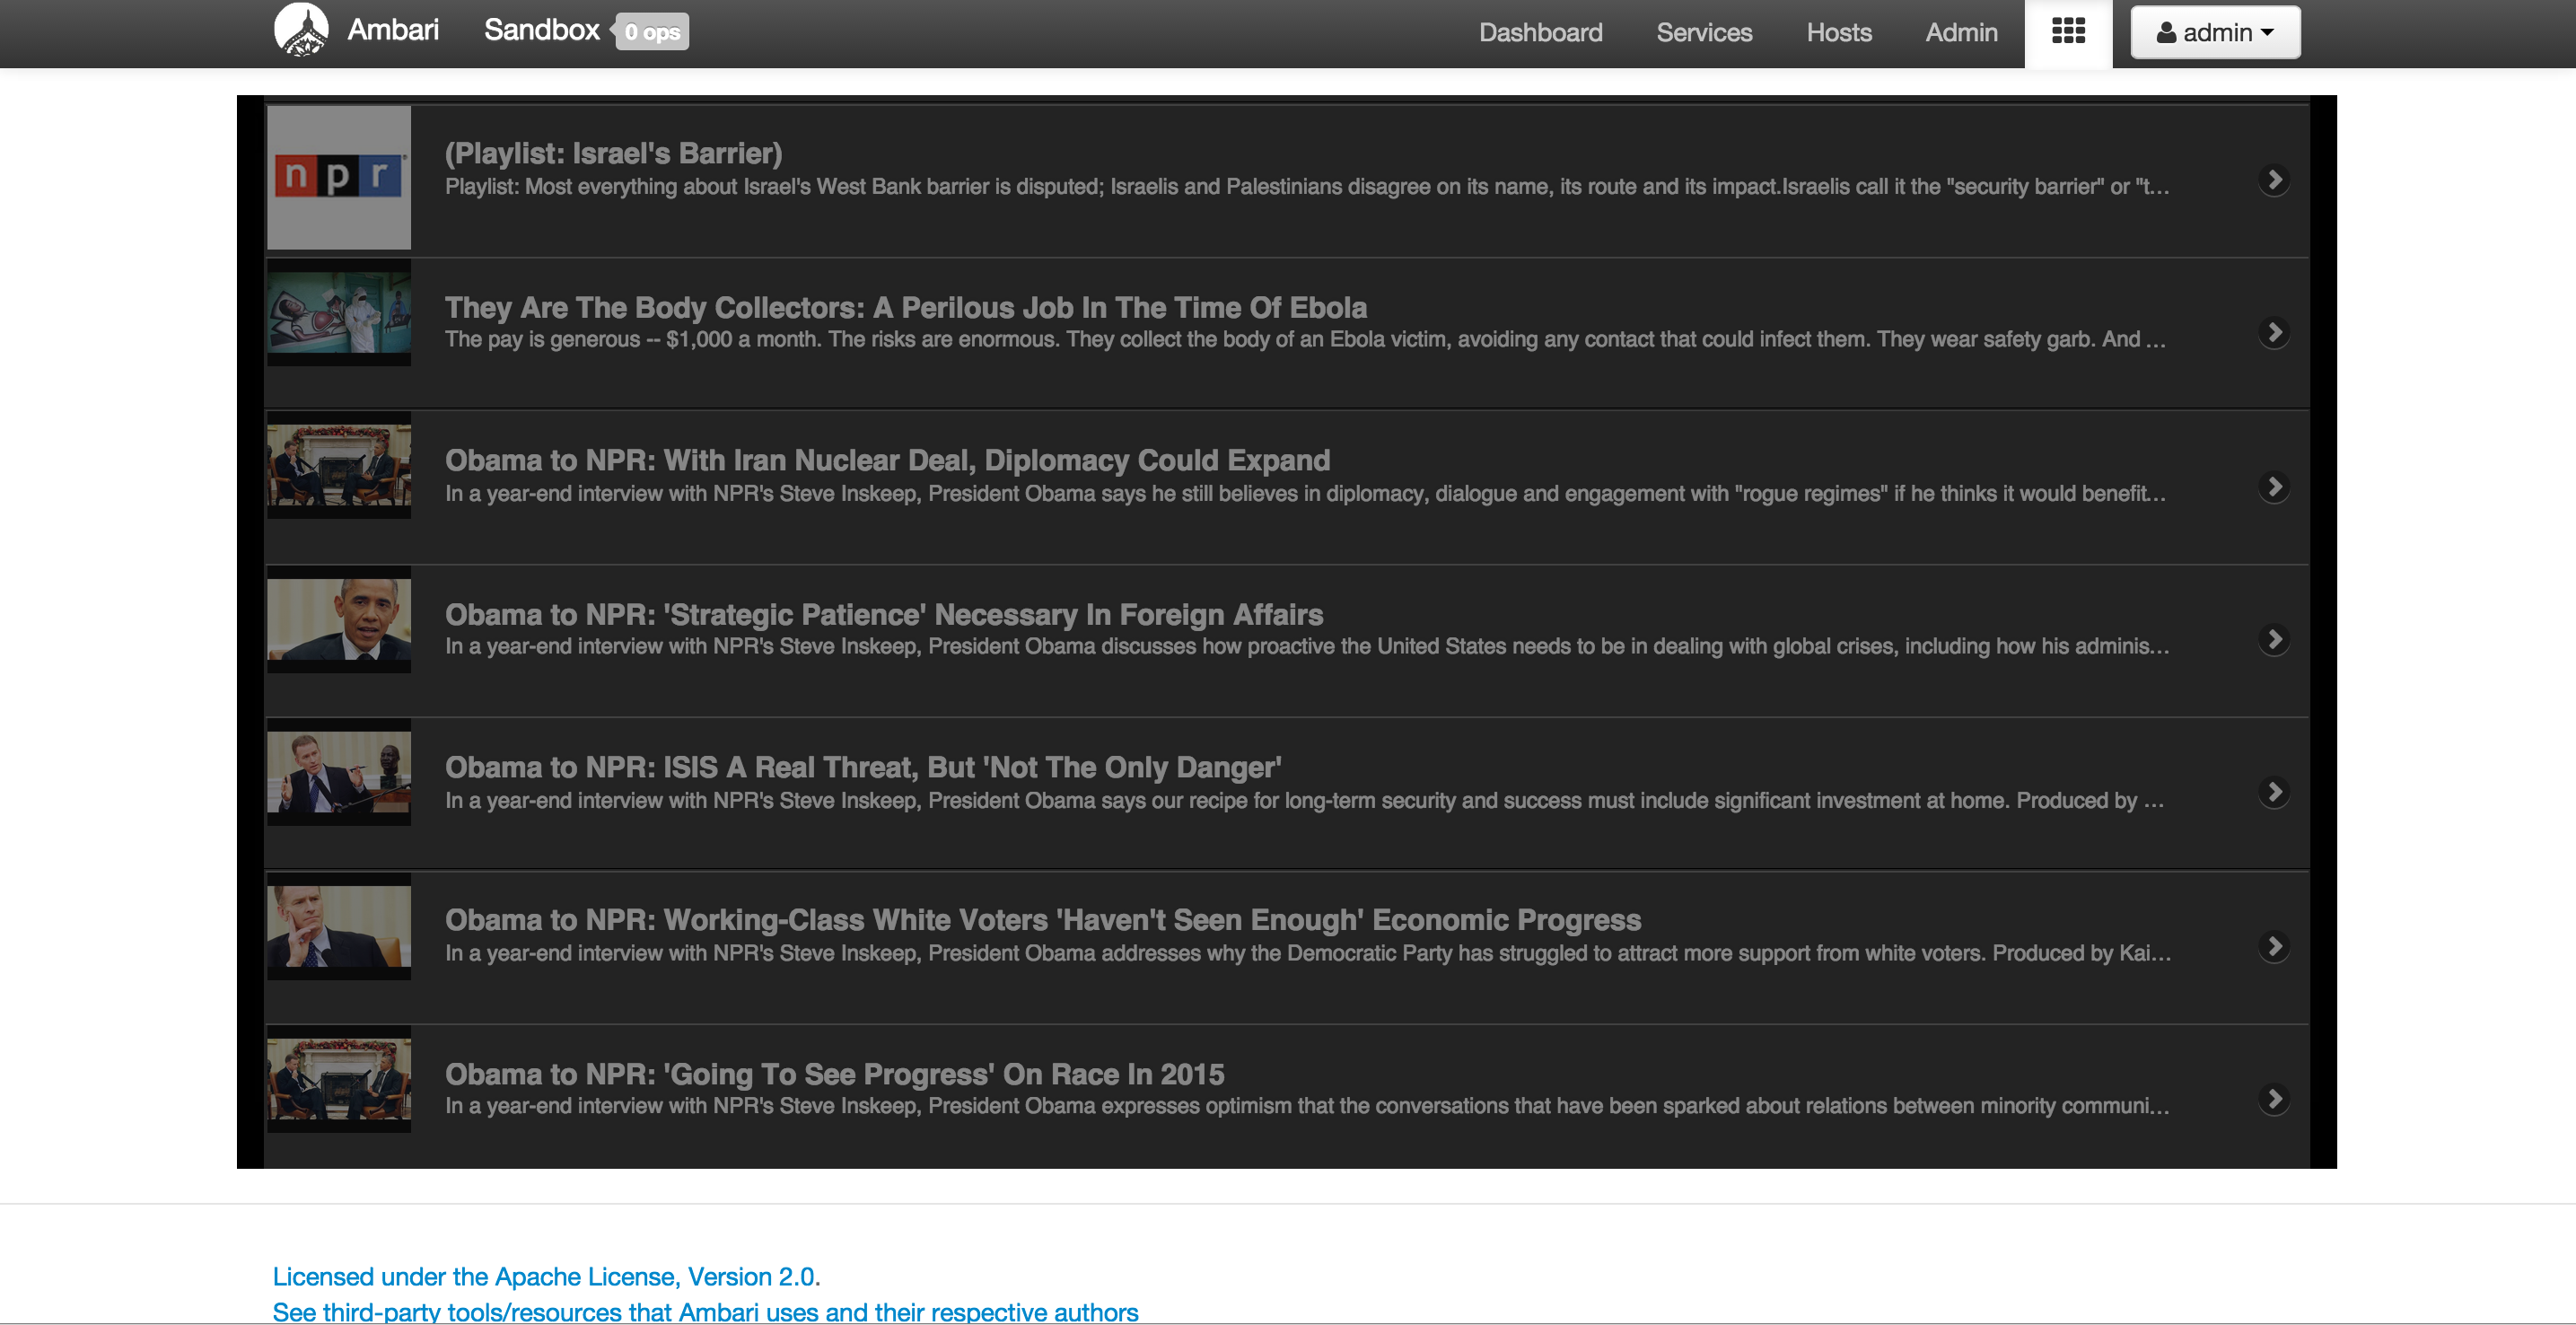 Ambari Sandbox 0 ops Dashboard Services Hosts Admin admin
npr
(Playlist: Israel's Barrier)
Playlist: Most everything about Israel's West Bank barrier is disputed; Israelis and Palestinians disagree on its name, its route and its impact.Israelis call it the "security barrier" or "t...
They Are The Body Collectors: A Perilous Job In The Time Of Ebola
The pay is generous -- $1,000 a month. The risks are enormous. They collect the body of an Ebola victim, avoiding any contact that could infect them. They wear safety garb. And ...
Obama to NPR: With Iran Nuclear Deal, Diplomacy Could Expand
In a year-end interview with NPR's Steve Inskeep, President Obama says he still believes in diplomacy, dialogue and engagement with "rogue regimes" if he thinks it would benefit...
Obama to NPR: 'Strategic Patience' Necessary In Foreign Affairs
In a year-end interview with NPR's Steve Inskeep, President Obama discusses how proactive the United States needs to be in dealing with global crises, including how his adminis...
Obama to NPR: ISIS A Real Threat, But 'Not The Only Danger'
In a year-end interview with NPR's Steve Inskeep, President Obama says our recipe for long-term security and success must include significant investment at home. Produced by ...
Obama to NPR: Working-Class White Voters 'Haven't Seen Enough' Economic Progress
In a year-end interview with NPR's Steve Inskeep, President Obama addresses why the Democratic Party has struggled to attract more support from white voters. Produced by Kai...
Obama to NPR: 'Going To See Progress' On Race In 2015
In a year-end interview with NPR's Steve Inskeep, President Obama expresses optimism that the conversations that have been sparked about relations between minority communi...
Licensed under the Apache License, Version 2.0.
See third-party tools/resources that Ambari uses and their respective authors